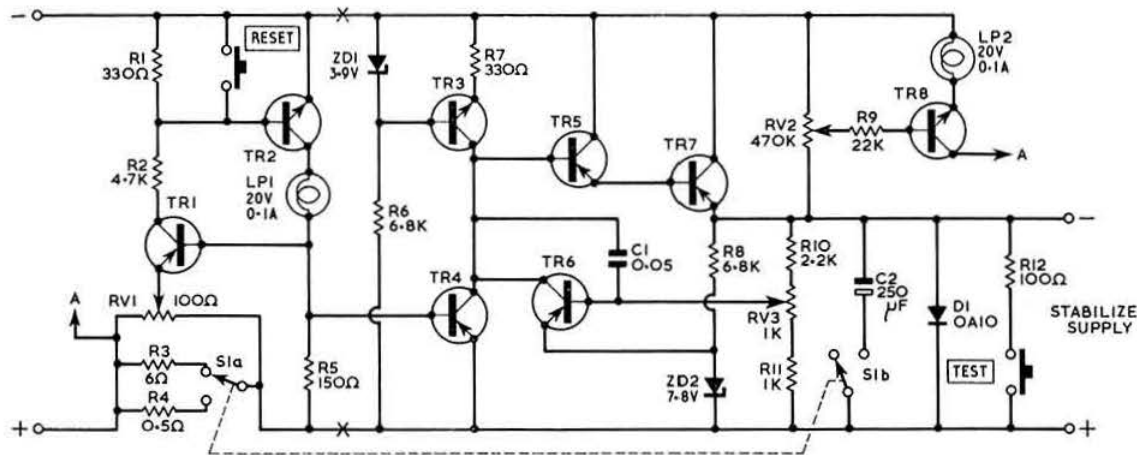 − × −
R1
330Ω
RESET
TR2
R2
4·7K
TR1
LP1
20V
0·1A
A
RV1
100Ω
R3
6Ω
S1a
R4
0·5Ω
R5
150Ω
+ × +
ZD1
3·9V
R7
330Ω
TR3
TR5
TR7
R6
6·8K
C1
0·05
TR4
TR6
R8
6·8K
ZD2
7·8V
RV2
470K
R9
22K
TR8
LP2
20V
0·1A
A
R10
2·2K
RV3
1K
R11
1K
C2
250
μF
S1b
D1
OA10
R12
100Ω
TEST
STABILIZE
SUPPLY